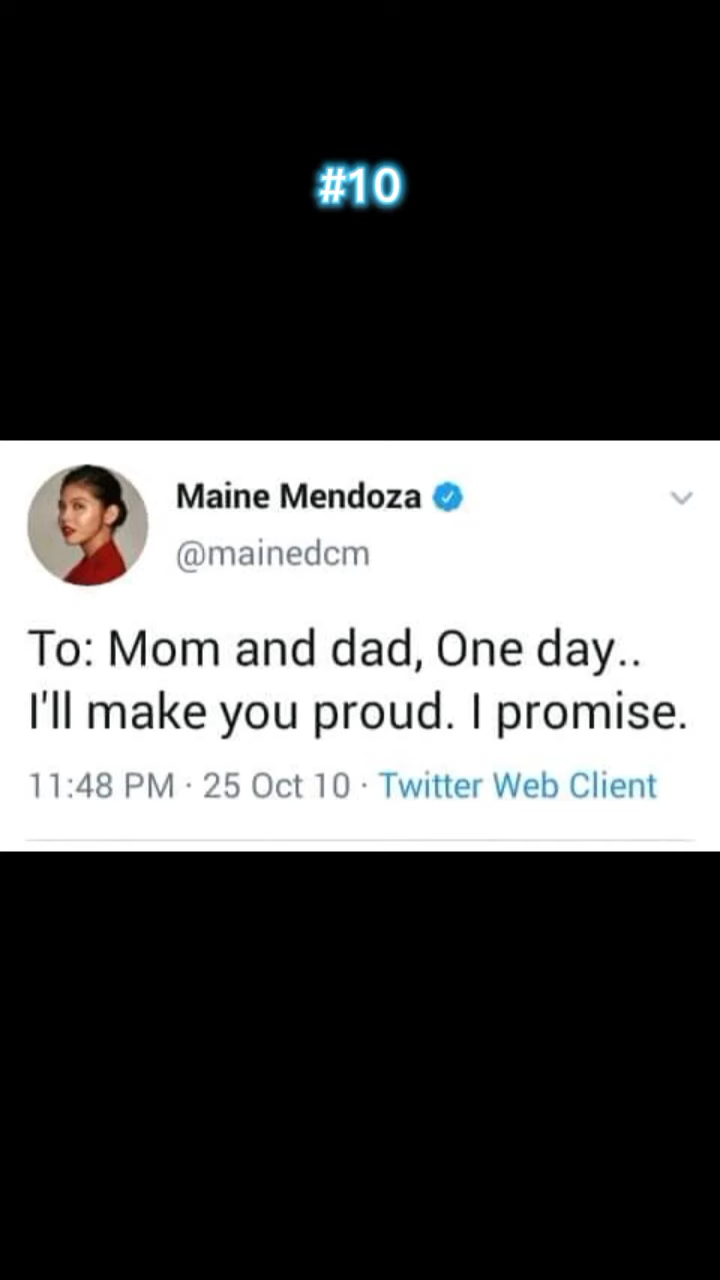 #10
Maine Mendoza
@mainedcm
To: Mom and dad, One day..
I'll make you proud. I promise.
11:48 PM · 25 Oct 10 · Twitter Web Client